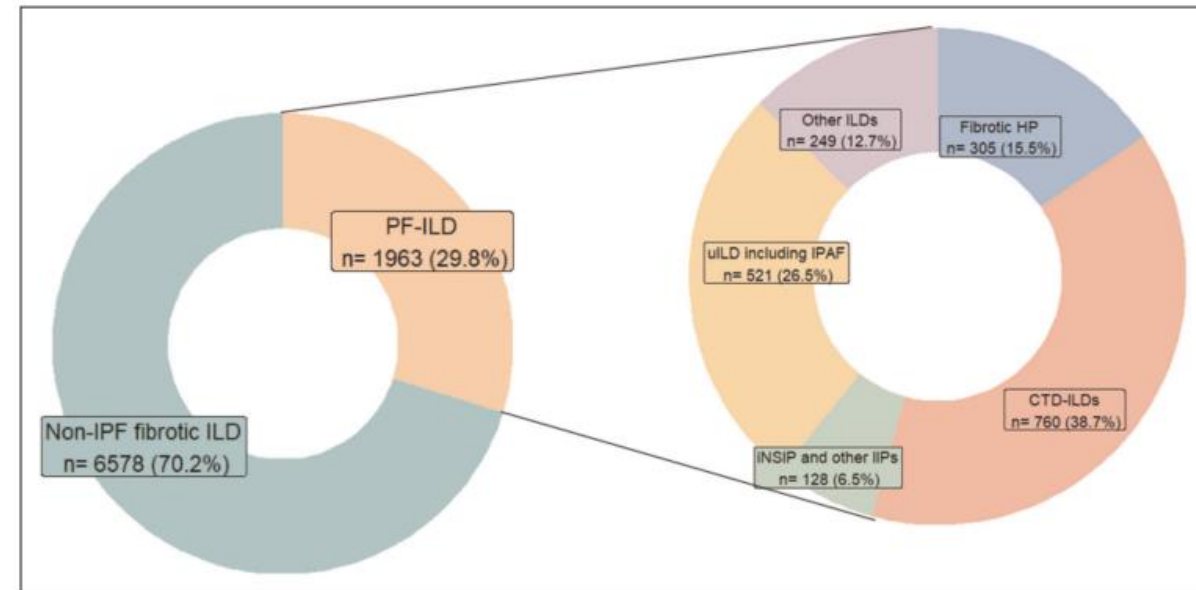 PF-ILD
n= 1963 (29.8%)
Non-IPF fibrotic ILD
n= 6578 (70.2%)
Other ILDs
n= 249 (12.7%)
Fibrotic HP
n= 305 (15.5%)
uILD including IPAF
n= 521 (26.5%)
CTD-ILDs
n= 760 (38.7%)
iNSIP and other IIPs
n= 128 (6.5%)